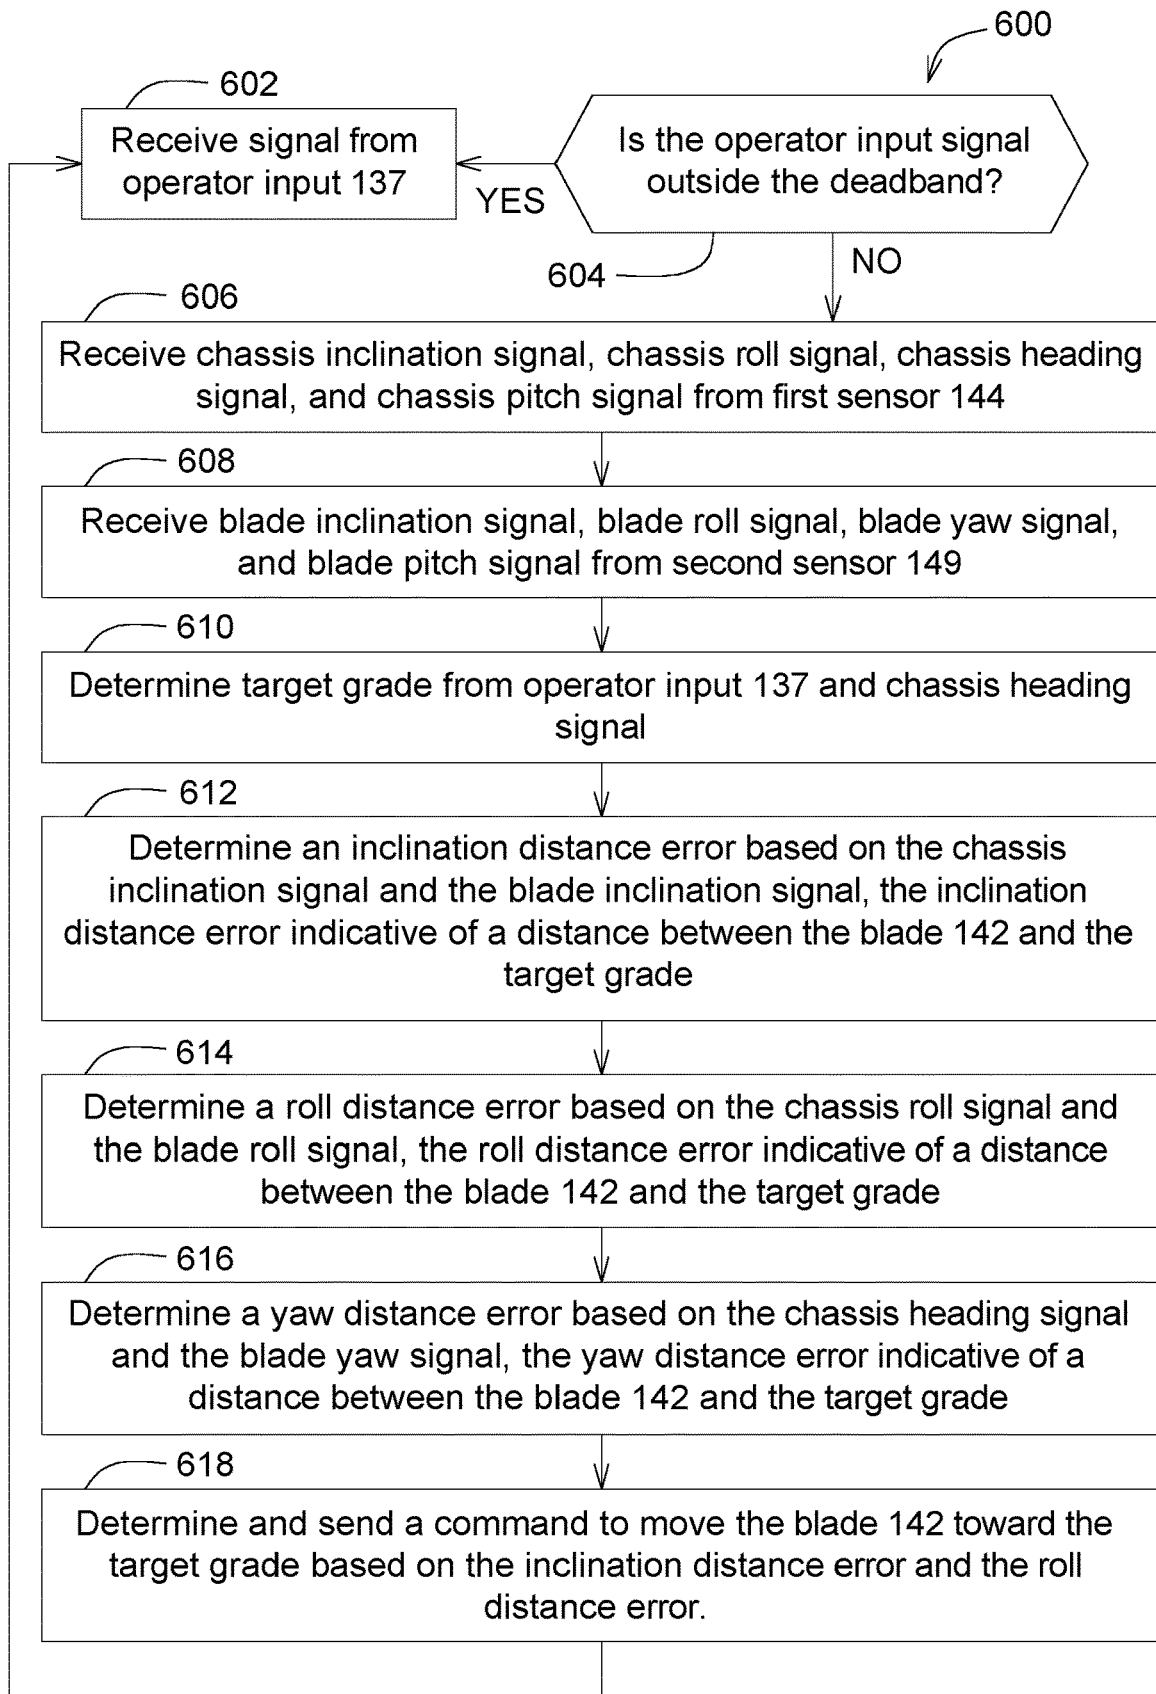 600
602
Receive signal from
operator input 137
Is the operator input signal
outside the deadband?
YES
604
NO
606
Receive chassis inclination signal, chassis roll signal, chassis heading
signal, and chassis pitch signal from first sensor 144
608
Receive blade inclination signal, blade roll signal, blade yaw signal,
and blade pitch signal from second sensor 149
610
Determine target grade from operator input 137 and chassis heading
signal
612
Determine an inclination distance error based on the chassis
inclination signal and the blade inclination signal, the inclination
distance error indicative of a distance between the blade 142 and the
target grade
614
Determine a roll distance error based on the chassis roll signal and
the blade roll signal, the roll distance error indicative of a distance
between the blade 142 and the target grade
616
Determine a yaw distance error based on the chassis heading signal
and the blade yaw signal, the yaw distance error indicative of a
distance between the blade 142 and the target grade
618
Determine and send a command to move the blade 142 toward the
target grade based on the inclination distance error and the roll
distance error.